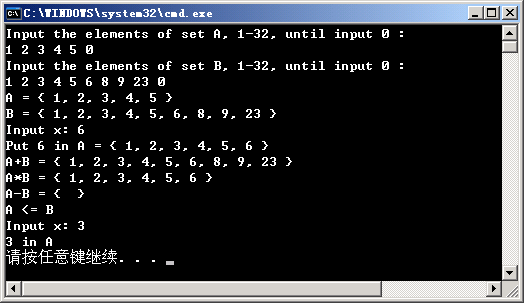 C:\WINDOWS\system32\cmd.exe
Input the elements of set A, 1-32, until input 0 :
1 2 3 4 5 0
Input the elements of set B, 1-32, until input 0 :
1 2 3 4 5 6 8 9 23 0
A = { 1, 2, 3, 4, 5 }
B = { 1, 2, 3, 4, 5, 6, 8, 9, 23 }
Input x: 6
Put 6 in A = { 1, 2, 3, 4, 5, 6 }
A+B = { 1, 2, 3, 4, 5, 6, 8, 9, 23 }
A*B = { 1, 2, 3, 4, 5, 6 }
A-B = {  }
A <= B
Input x: 3
3 in A
请按任意键继续. . .